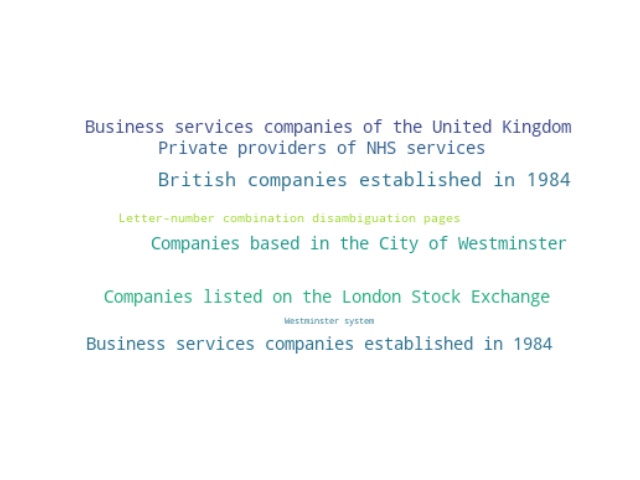 Business services companies of the United Kingdom
Private providers of NHS services
British companies established in 1984
Letter-number combination disambiguation pages
Companies based in the City of Westminster
Companies listed on the London Stock Exchange
Westminster system
Business services companies established in 1984